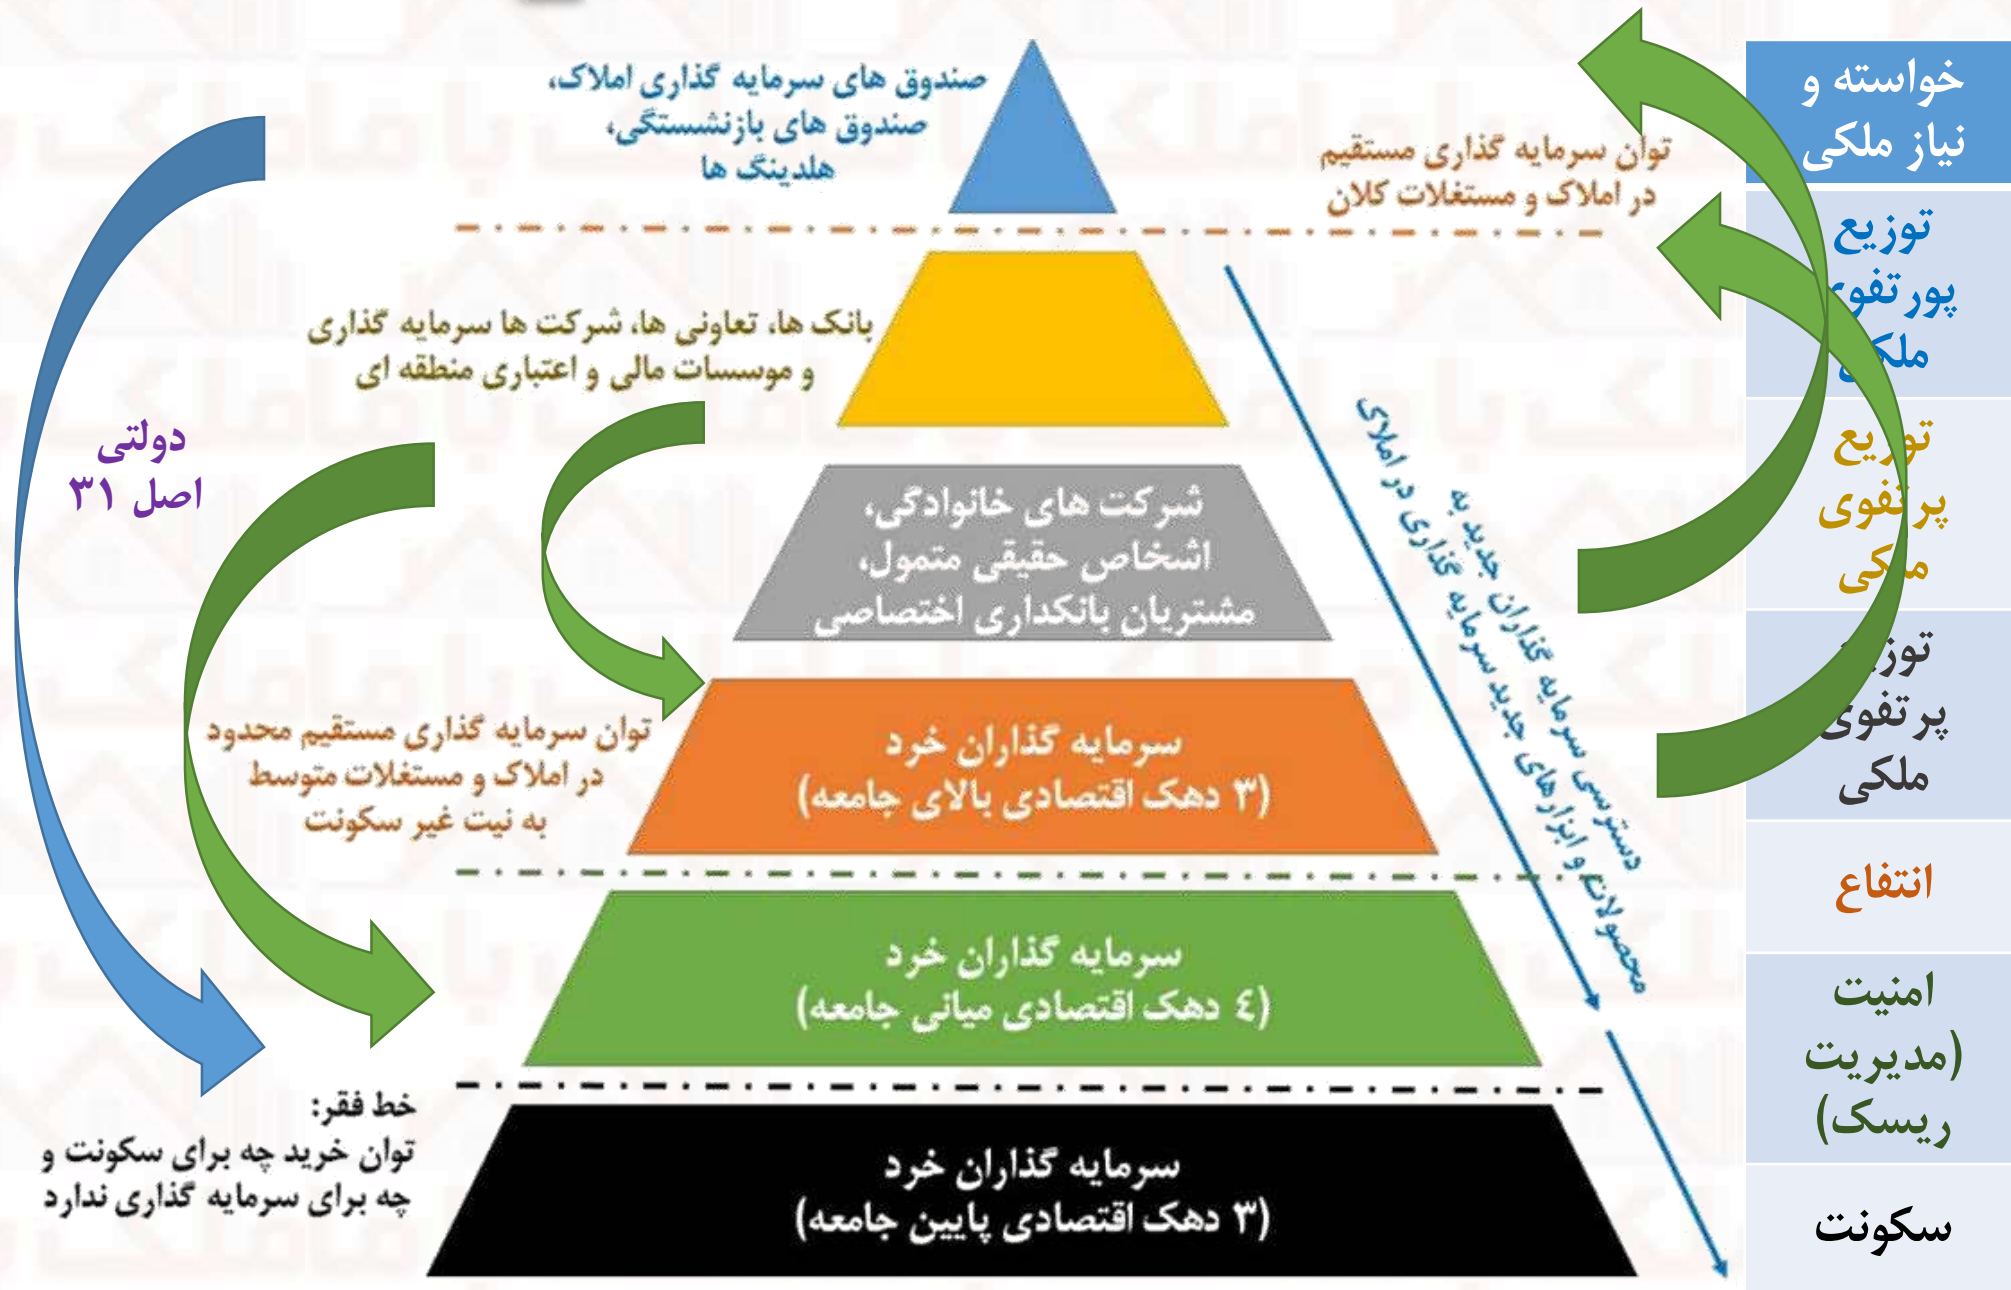 صندوق های سرمایه گذاری املاک،
صندوق های بازنشستگی،
هلدینگ ها
توان سرمایه گذاری مستقیم
در املاک و مستغلات کلان
بانک ها، تعاونی ها، شرکت ها سرمایه گذاری
و موسسات مالی و اعتباری منطقه ای
دولتی
اصل ۳۱
شرکت های خانوادگی،
اشخاص حقیقی متمول،
مشتریان بانکداری اختصاصی
دسترسی سرمایه گذاران جدید به
محصولات و ابزارهای جدید سرمایه گذاری در املاک
توان سرمایه گذاری مستقیم محدود
در املاک و مستغلات متوسط
به نیت غیر سکونت
سرمایه گذاران خرد
(۳ دهک اقتصادی بالای جامعه)
سرمایه گذاران خرد
(٤ دهک اقتصادی میانی جامعه)
خط فقر:
توان خرید چه برای سکونت و
چه برای سرمایه گذاری ندارد
سرمایه گذاران خرد
(۳ دهک اقتصادی پایین جامعه)
خواسته و
نیاز ملکی
توزیع
پورتفوی
ملکی
توزیع
پرتفوی
ملکی
توزیع
پرتفوی
ملکی
انتفاع
امنیت
(مدیریت
ریسک)
سکونت